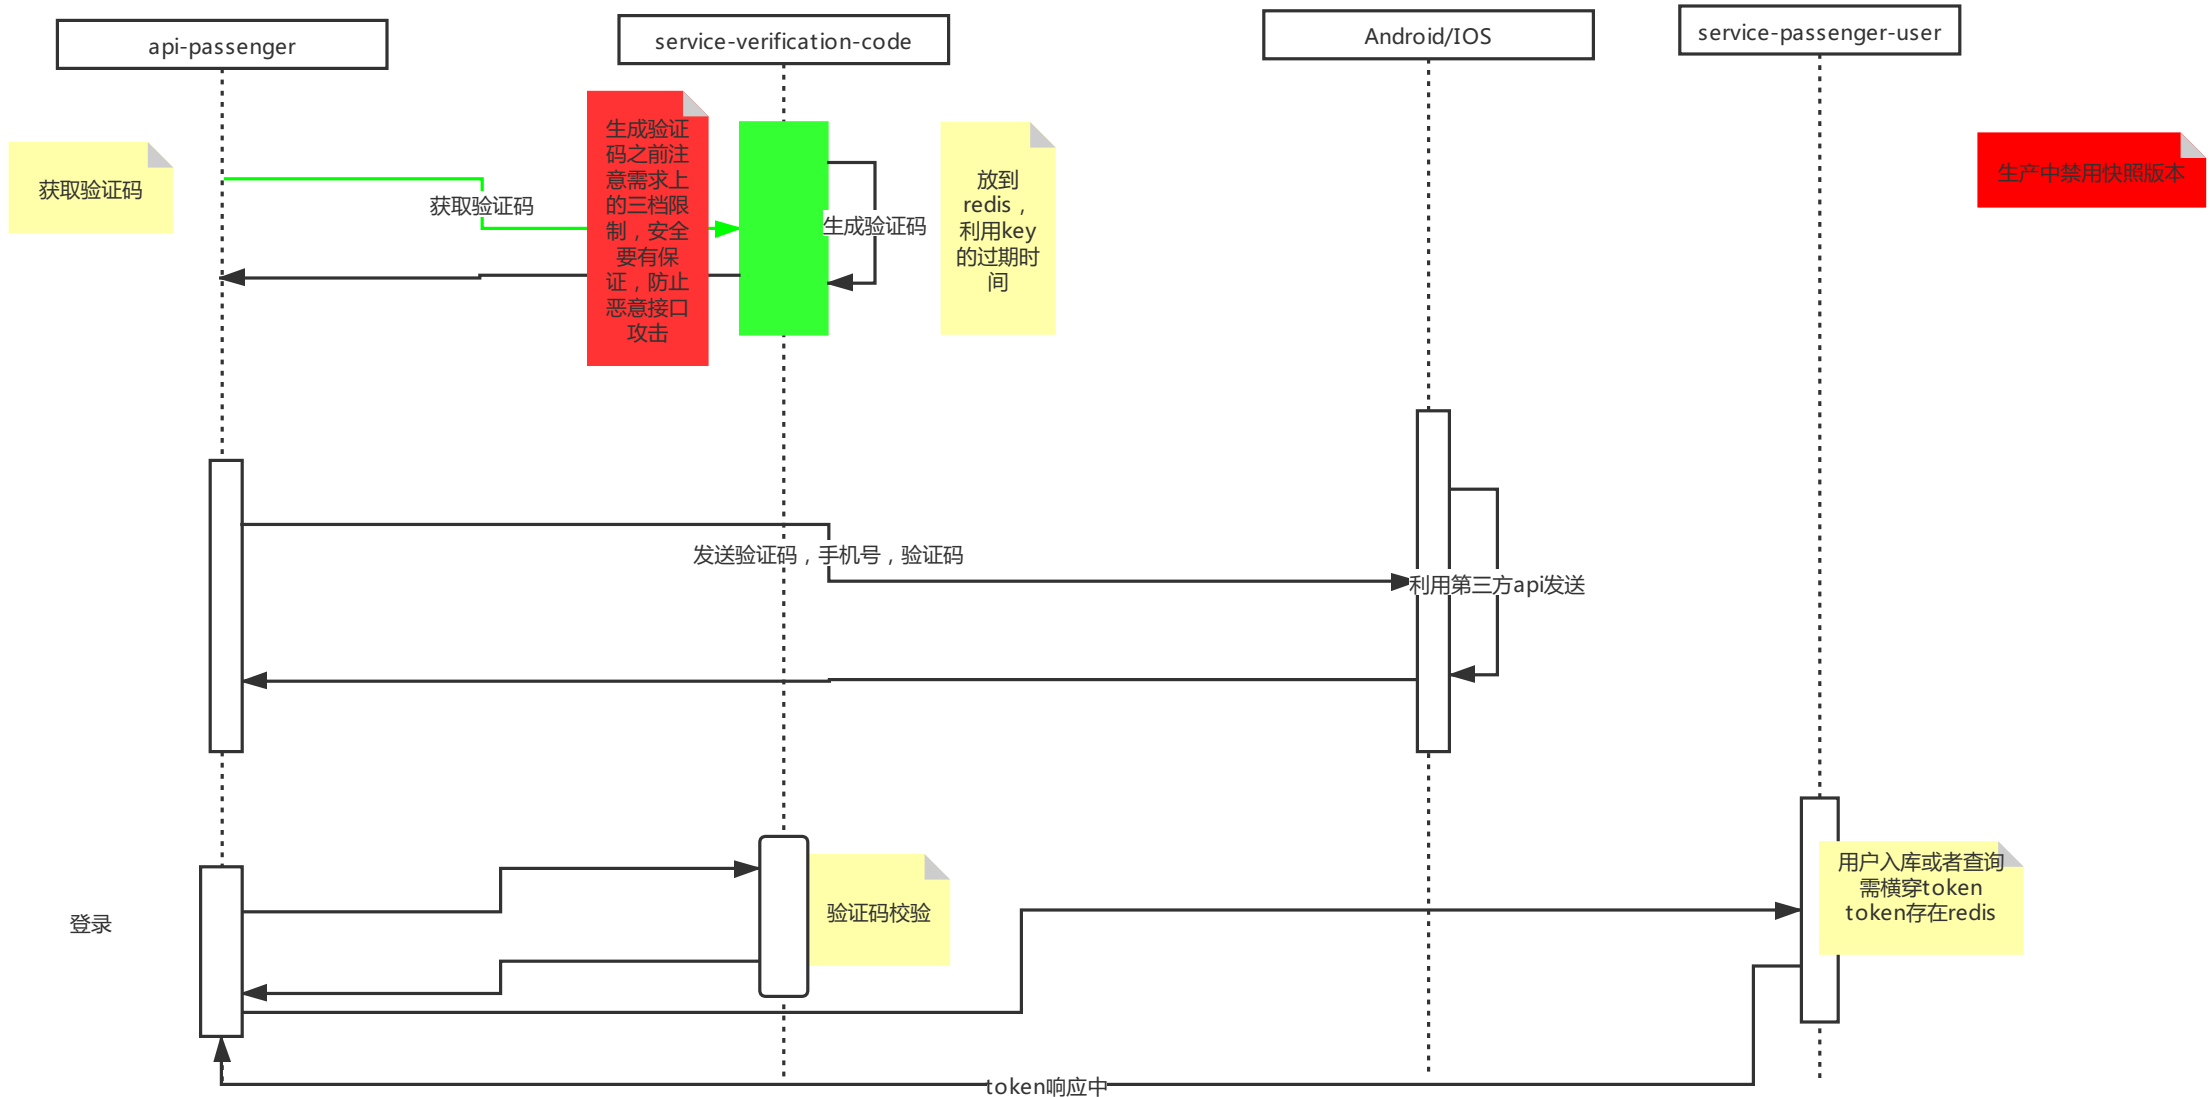 api-passenger
service-verification-code
Android/IOS
service-passenger-user
获取验证码
获取验证码
生成验证
码之前注
意需求上
的三档限
制，安全
要有保
证，防止
恶意接口
攻击
生成验证码
放到
redis，
利用key
的过期时
间
生产中禁用快照版本
发送验证码，手机号，验证码
利用第三方api发送
登录
验证码校验
用户入库或者查询
需横穿token
token存在redis
token响应中